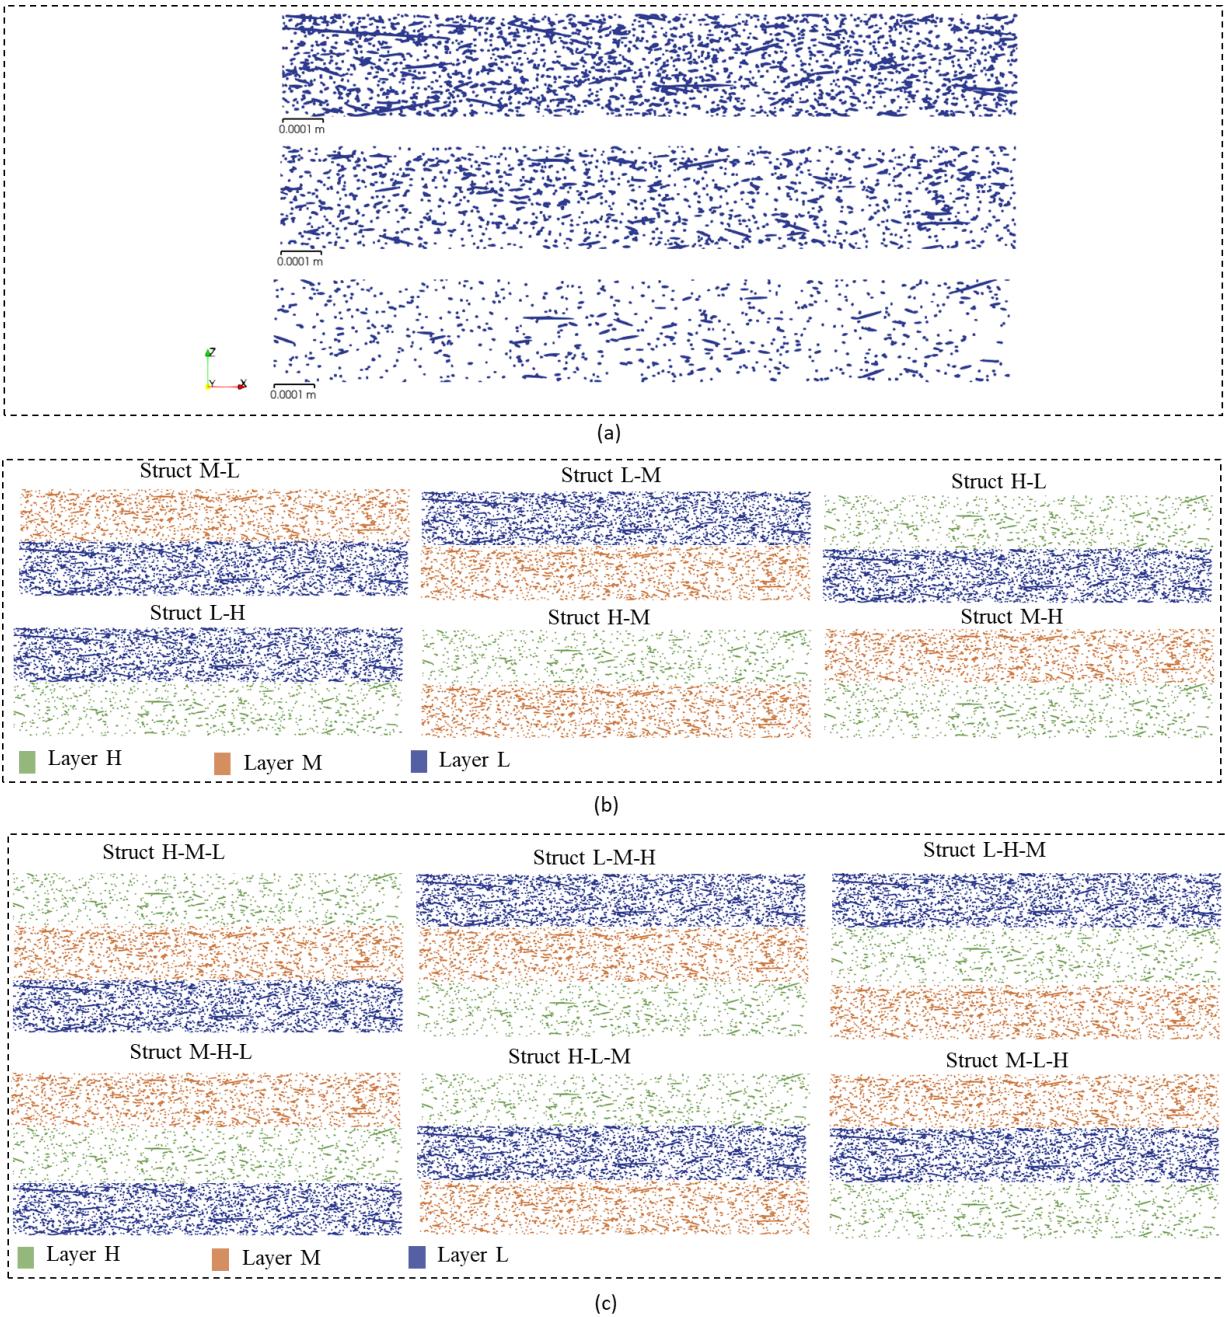 0.0001 m
0.0001 m
Z
Y X
0.0001 m
(a)
Struct M-L
Struct L-M
Struct H-L
Struct L-H
Struct H-M
Struct M-H
Layer H
Layer M
Layer L
(b)
Struct H-M-L
Struct L-M-H
Struct L-H-M
Struct M-H-L
Struct H-L-M
Struct M-L-H
Layer H
Layer M
Layer L
(c)